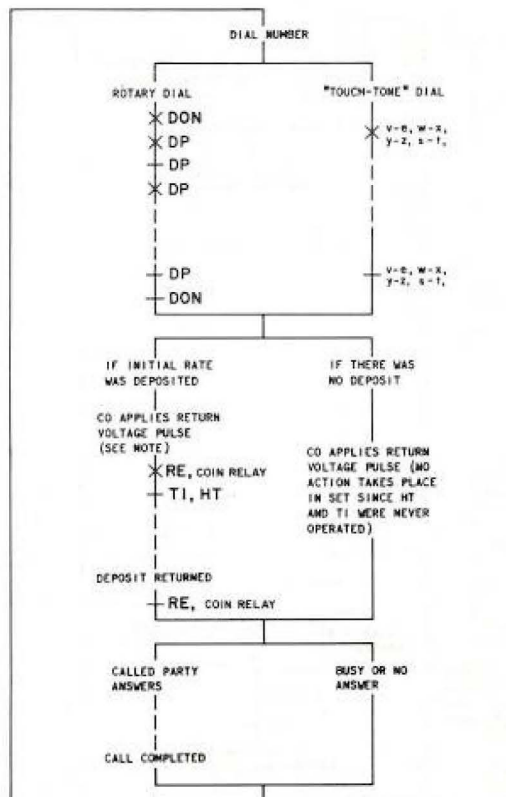 DIAL NUMBER
ROTARY DIAL
"TOUCH-TONE" DIAL
DON
DP
DP
DP
v-e, w-x,
y-z, s-t,
DP
DON
v-e, w-x,
y-z, s-t,
IF INITIAL RATE
WAS DEPOSITED
IF THERE WAS
NO DEPOSIT
CO APPLIES RETURN
VOLTAGE PULSE
(SEE NOTE)
RE, COIN RELAY
TI, HT
CO APPLIES RETURN
VOLTAGE PULSE (NO
ACTION TAKES PLACE
IN SET SINCE HT
AND TI WERE NEVER
OPERATED)
DEPOSIT RETURNED
RE, COIN RELAY
CALLED PARTY
ANSWERS
BUSY OR NO
ANSWER
CALL COMPLETED